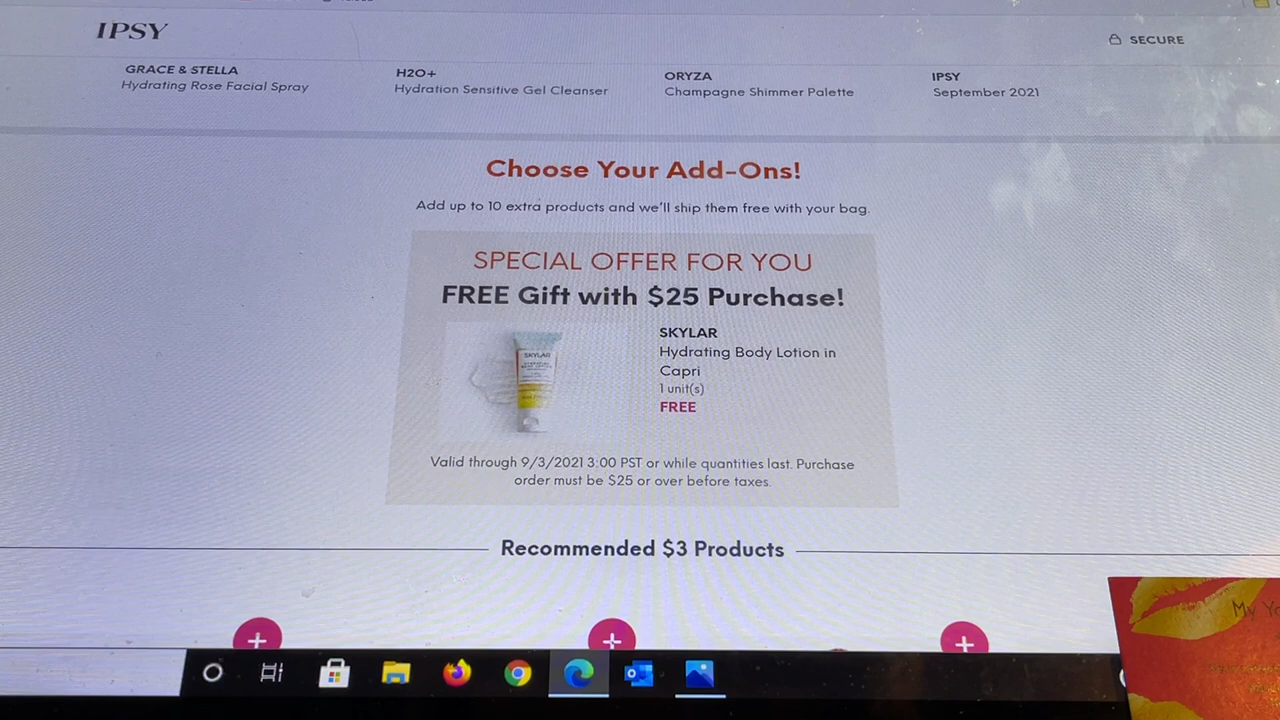 IPSY
SECURE
GRACE & STELLA
Hydrating Rose Facial Spray
H2O+
Hydration Sensitive Gel Cleanser
ORYZA
Champagne Shimmer Palette
IPSY
September 2021
Choose Your Add-Ons!
Add up to 10 extra products and we'll ship them free with your bag.
SPECIAL OFFER FOR YOU
FREE Gift with $25 Purchase!
SKYLAR
SKYLAR
Hydrating Body Lotion in
Capri
1 unit(s)
FREE
Valid through 9/3/2021 3:00 PST or while quantities last. Purchase
order must be $25 or over before taxes.
Recommended $3 Products
My